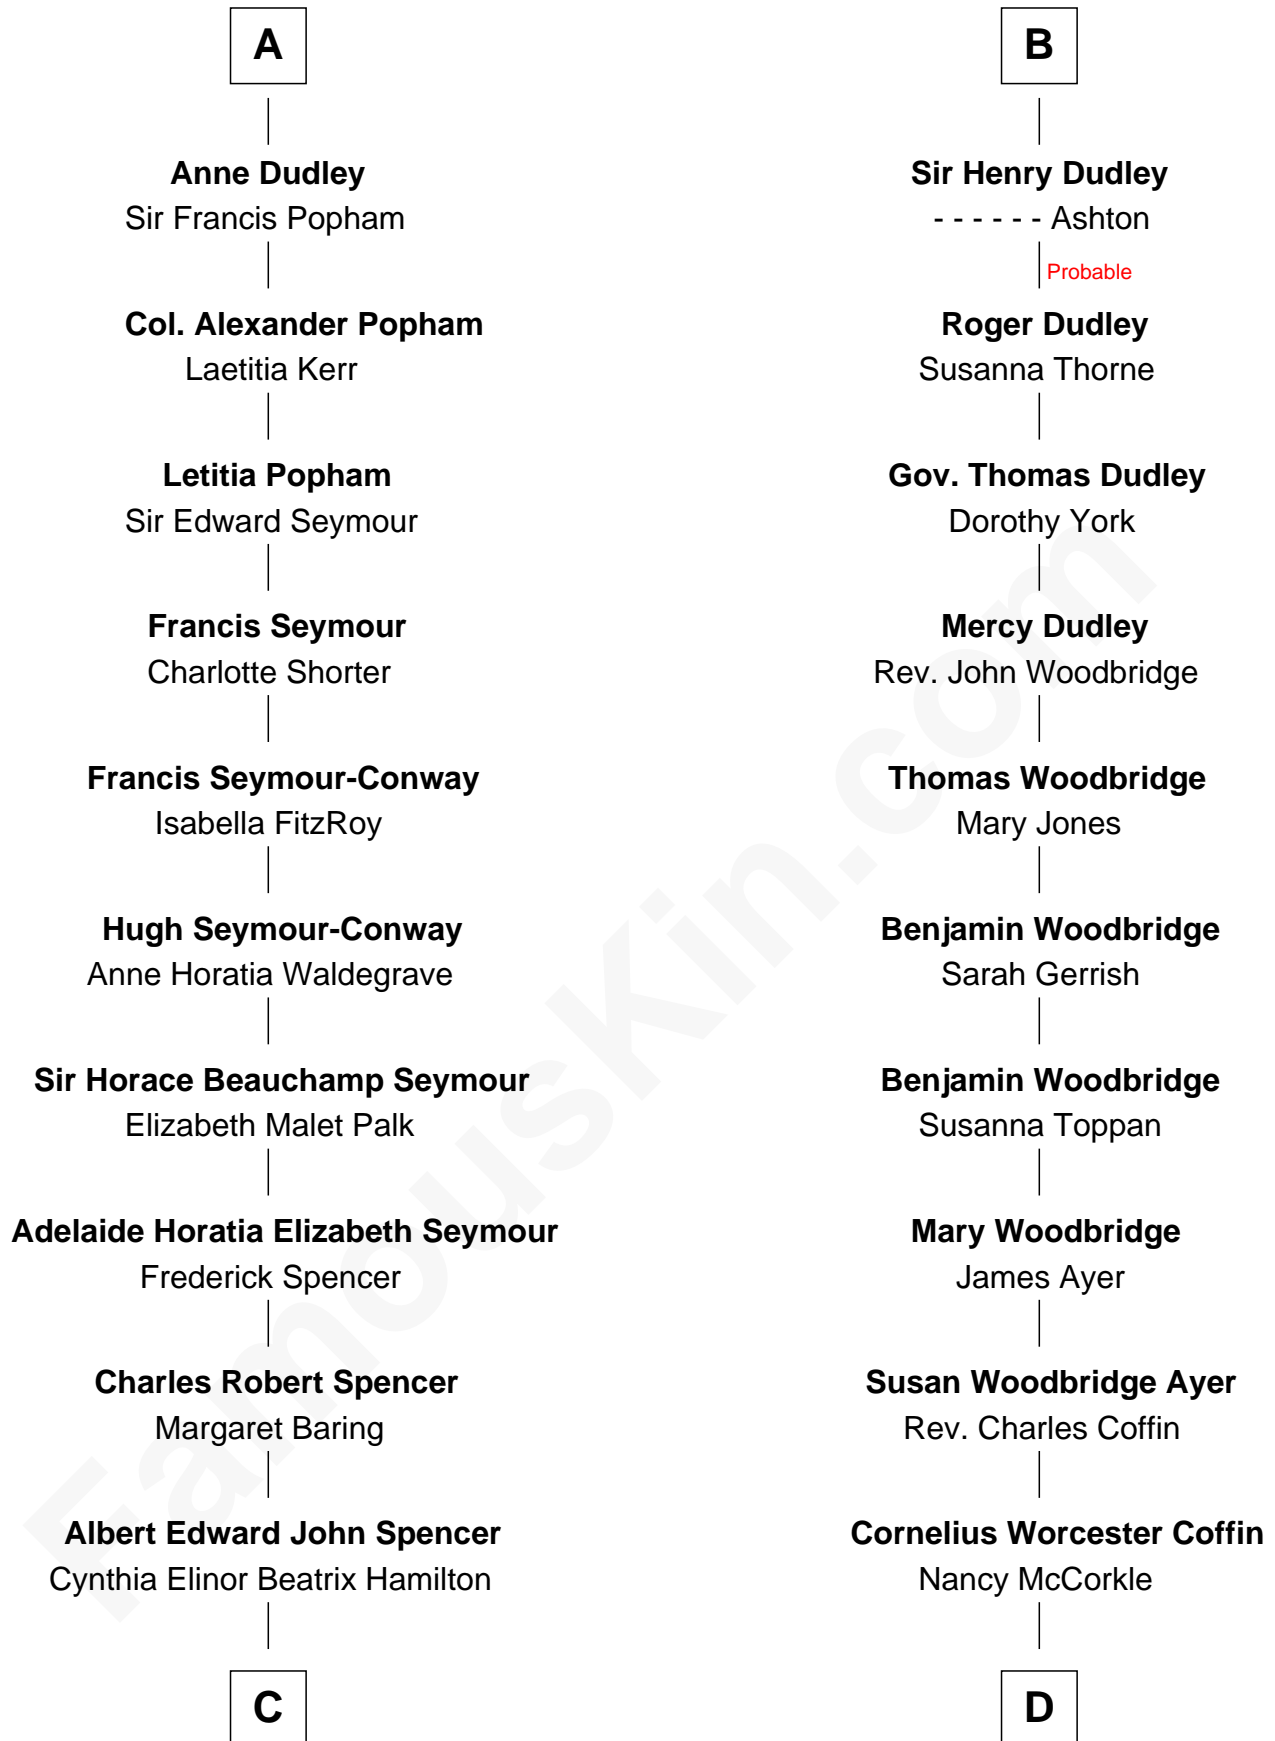 A
Anne Dudley
Sir Francis Popham
Col. Alexander Popham
Laetitia Kerr
Letitia Popham
Sir Edward Seymour
Francis Seymour
Charlotte Shorter
Francis Seymour-Conway
Isabella FitzRoy
Hugh Seymour-Conway
Anne Horatia Waldegrave
Sir Horace Beauchamp Seymour
Elizabeth Malet Palk
Adelaide Horatia Elizabeth Seymour
Frederick Spencer
Charles Robert Spencer
Margaret Baring
Albert Edward John Spencer
Cynthia Elinor Beatrix Hamilton
C
B
Sir Henry Dudley
- - - - - - Ashton
Probable
Roger Dudley
Susanna Thorne
Gov. Thomas Dudley
Dorothy York
Mercy Dudley
Rev. John Woodbridge
Thomas Woodbridge
Mary Jones
Benjamin Woodbridge
Sarah Gerrish
Benjamin Woodbridge
Susanna Toppan
Mary Woodbridge
James Ayer
Susan Woodbridge Ayer
Rev. Charles Coffin
Cornelius Worcester Coffin
Nancy McCorkle
D
FamousKin.com